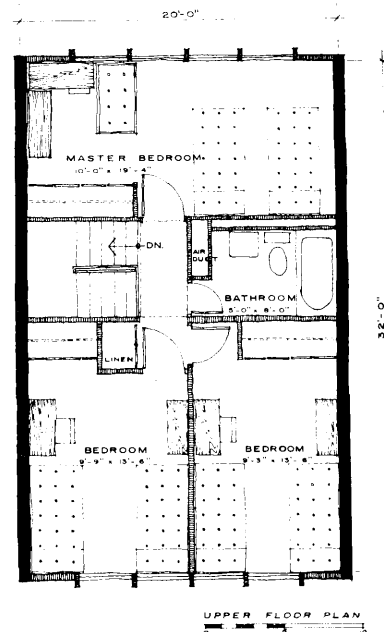 20'-0"
MASTER BEDROOM
10'-0" x 19'-4"
DN.
AIR
DUCT
BATHROOM
5'-0" x 8'-0"
32'-0"
LINEN
BEDROOM
9'-9" x 13'-6"
BEDROOM
9'-3" x 13'-6"
UPPER FLOOR PLAN